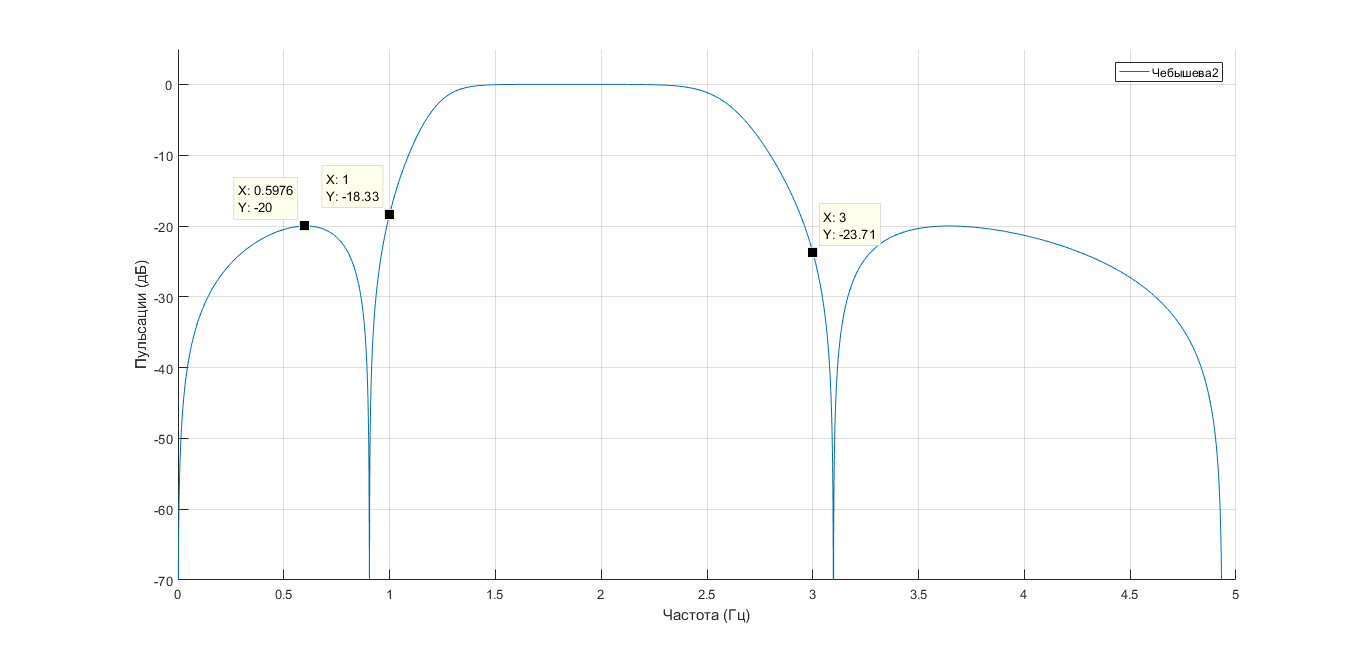 Чебышева2
0
-10
-20
-30
-40
-50
-60
-70
Пульсации (дБ)
X: 0.5976
Y: -20
X: 1
Y: -18.33
X: 3
Y: -23.71
0
0.5
1
1.5
2
2.5
3
3.5
4
4.5
5
Частота (Гц)